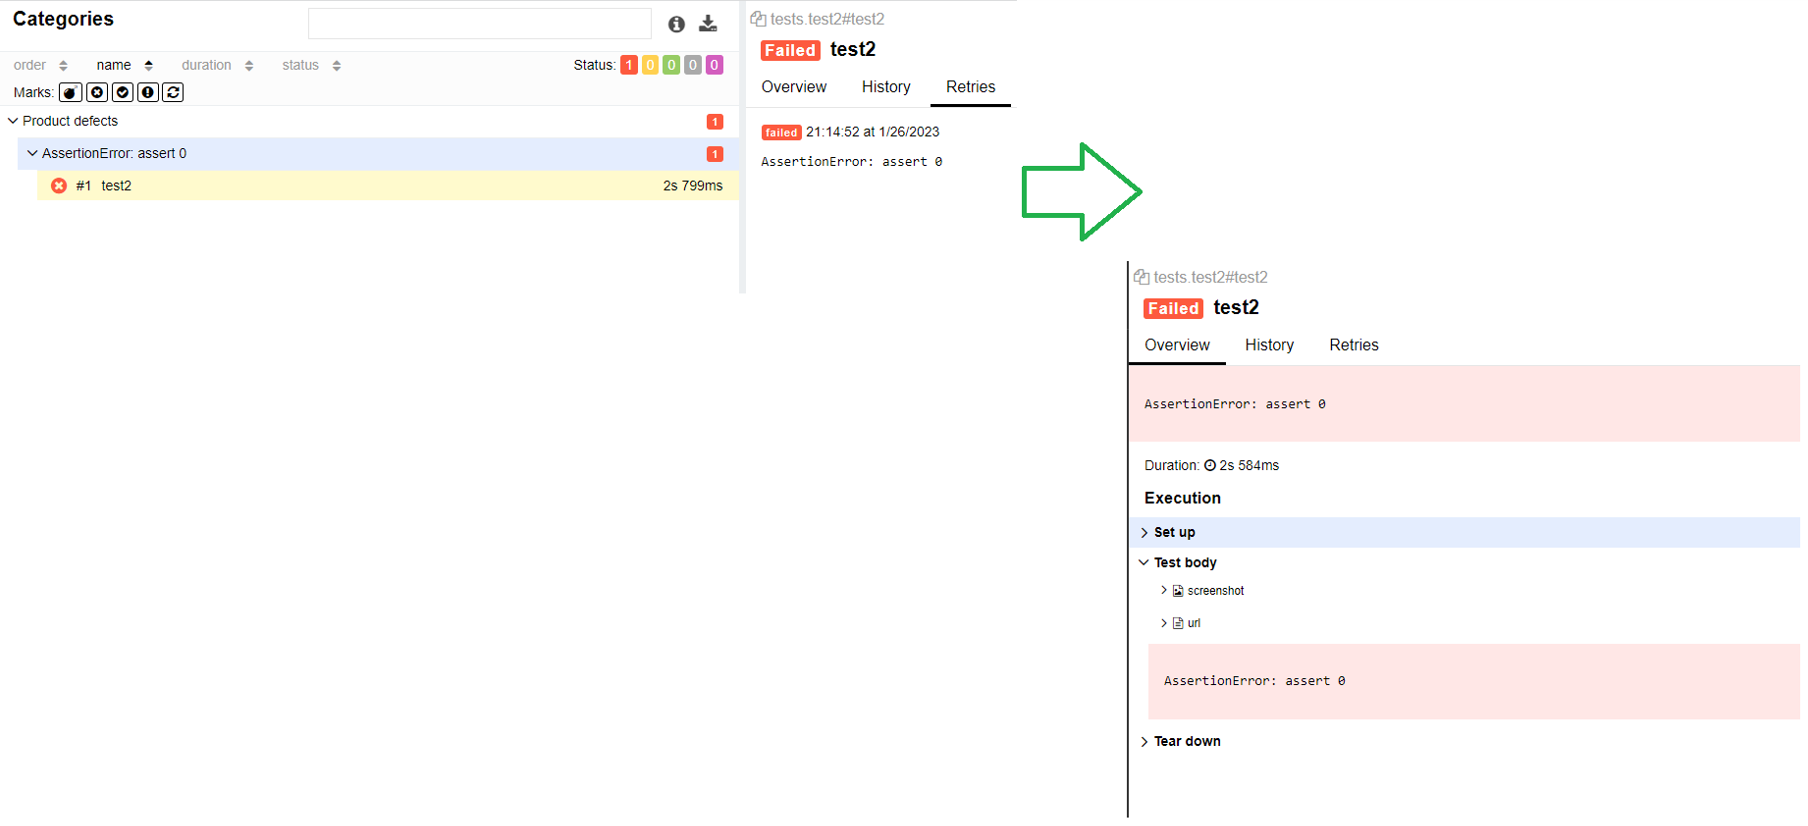 Categories
order name duration status Status: 1 0 0 0 0
Marks:
Product defects 1
AssertionError: assert 0 1
#1 test2 2s 799ms
tests.test2#test2
Failed test2
Overview History Retries
failed 21:14:52 at 1/26/2023
AssertionError: assert 0
tests.test2#test2
Failed test2
Overview History Retries
AssertionError: assert 0
Duration: 2s 584ms
Execution
Set up
Test body
screenshot
url
AssertionError: assert 0
Tear down